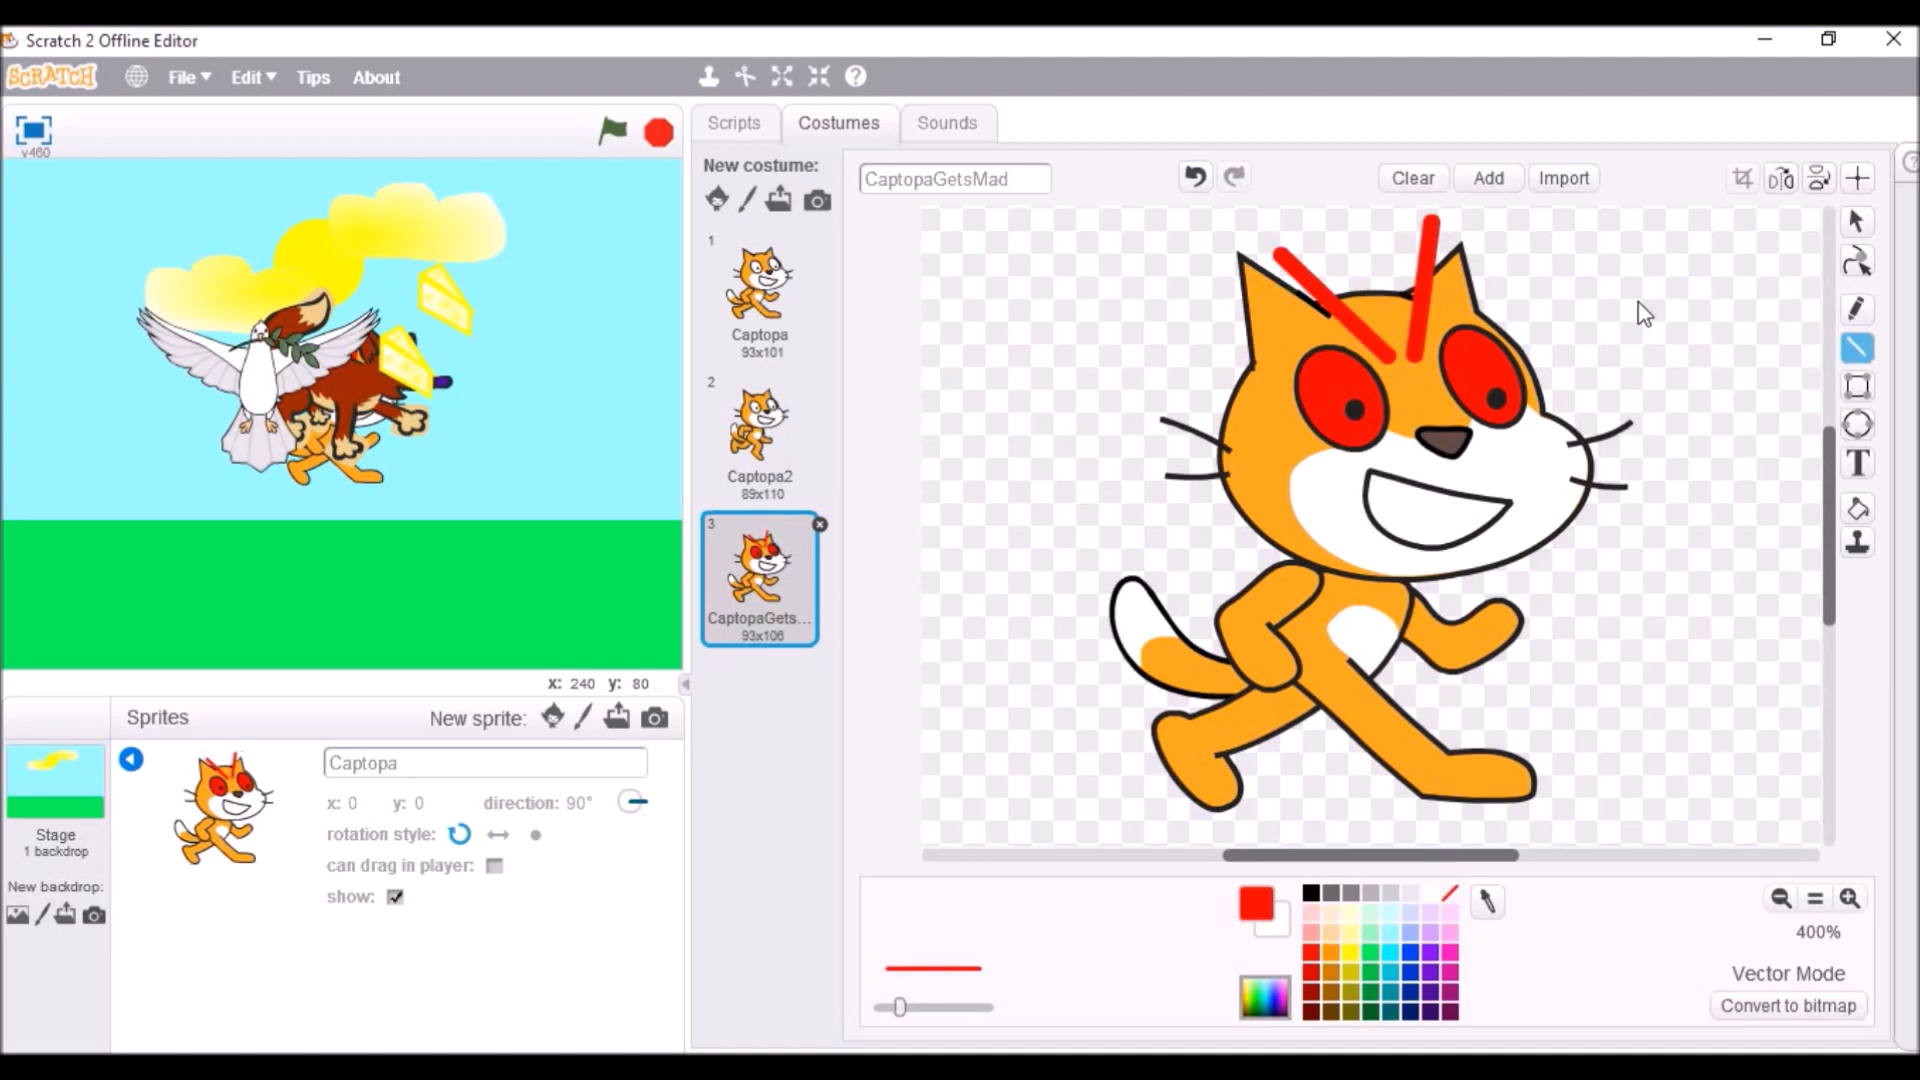 Scratch 2 Offline Editor
SCRATCH File Edit Tips About
v460
Scripts Costumes Sounds
New costume:
CaptopaGetsMad
Clear Add Import
1
Captopa
93x101
2
Captopa2
89x110
3
CaptopaGets...
93x106
x: 240 y: 80
Sprites
New sprite:
Captopa
x: 0 y: 0 direction: 90°
rotation style:
can drag in player:
show:
Stage
1 backdrop
New backdrop:
T
400%
Vector Mode
Convert to bitmap